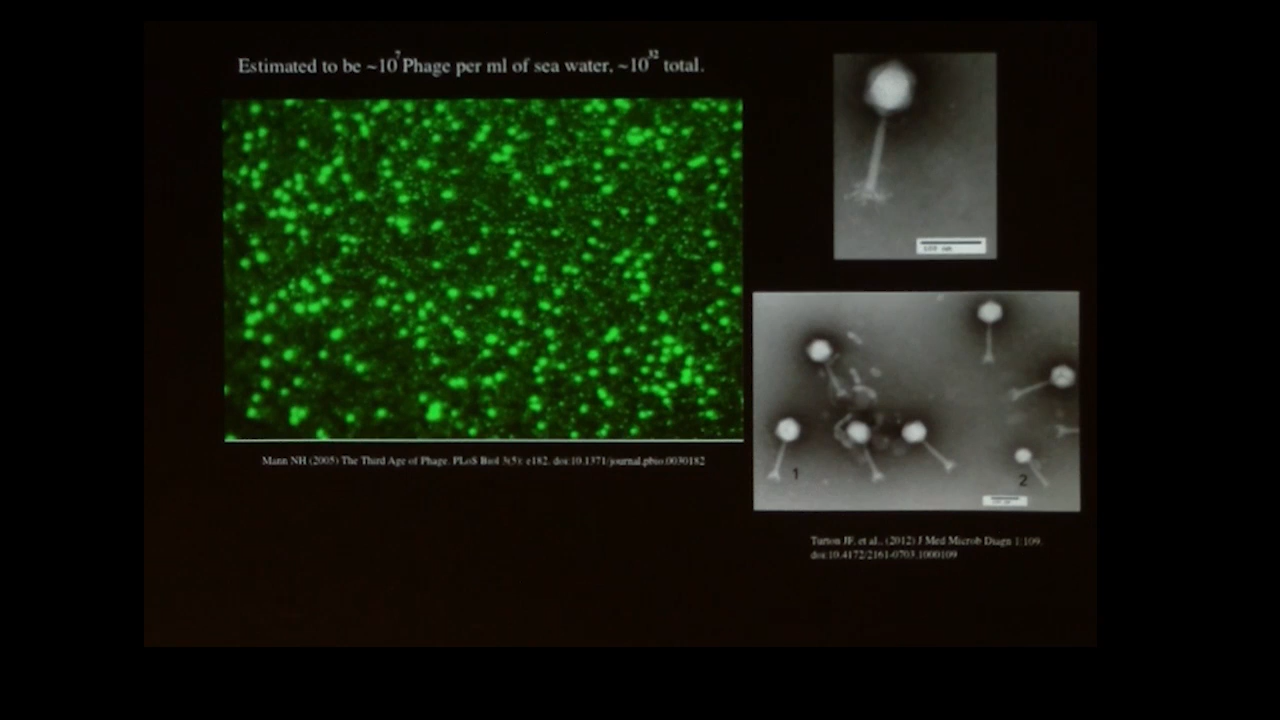 Estimated to be ~10⁷ Phage per ml of sea water, ~10³² total.
100 nm
1
2
Mann NH (2005) The Third Age of Phage. PLoS Biol 3(5): e182. doi:10.1371/journal.pbio.0030182
Turton JF, et al., (2012) J Med Microb Diagn 1:109.
doi:10.4172/2161-0703.1000109